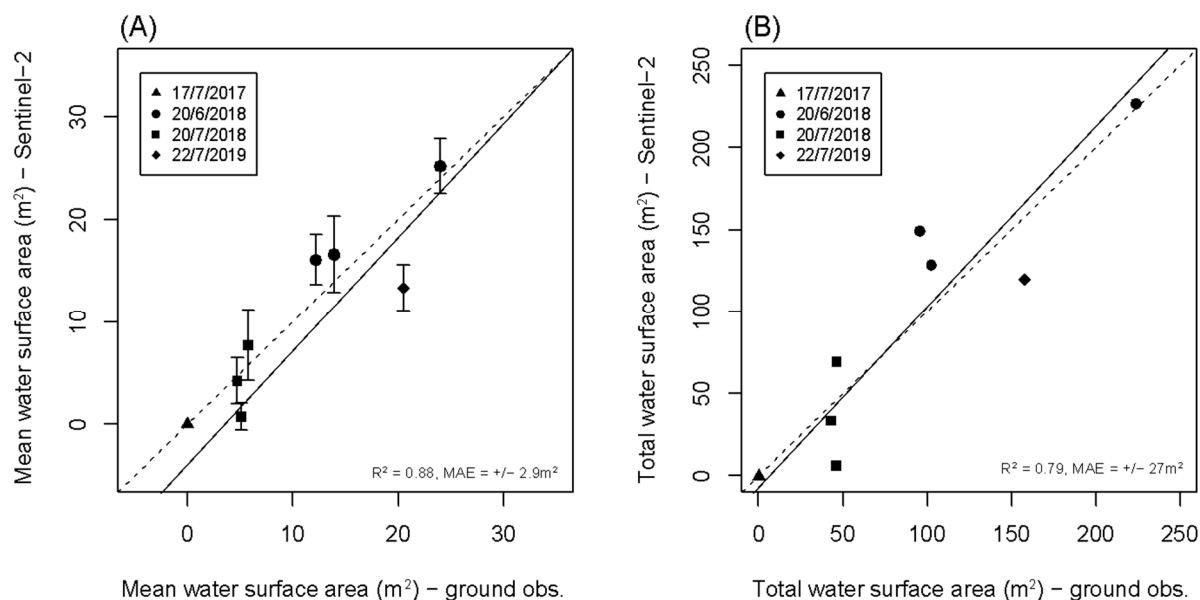 (A)
Mean water surface area (m²) − Sentinel−2
30
20
10
0
17/7/2017
20/6/2018
20/7/2018
22/7/2019
R² = 0.88, MAE = +/− 2.9m²
0 10 20 30
Mean water surface area (m²) − ground obs.
(B)
Total water surface area (m²) − Sentinel−2
250
200
150
100
50
0
17/7/2017
20/6/2018
20/7/2018
22/7/2019
R² = 0.79, MAE = +/− 27m²
0 50 100 150 200 250
Total water surface area (m²) − ground obs.